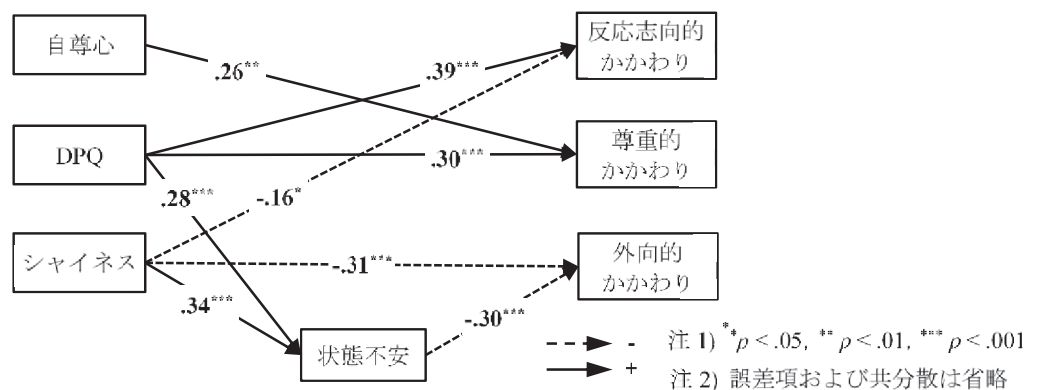 自尊心
反応志向的
かかわり
.26**
.39***
DPQ
尊重的
かかわり
.30***
.28***
-.16*
シャイネス
外向的
かかわり
-.31***
.34***
-.30***
状態不安
-
+
注1) *p<.05, **p<.01, ***p<.001
注2) 誤差項および共分散は省略